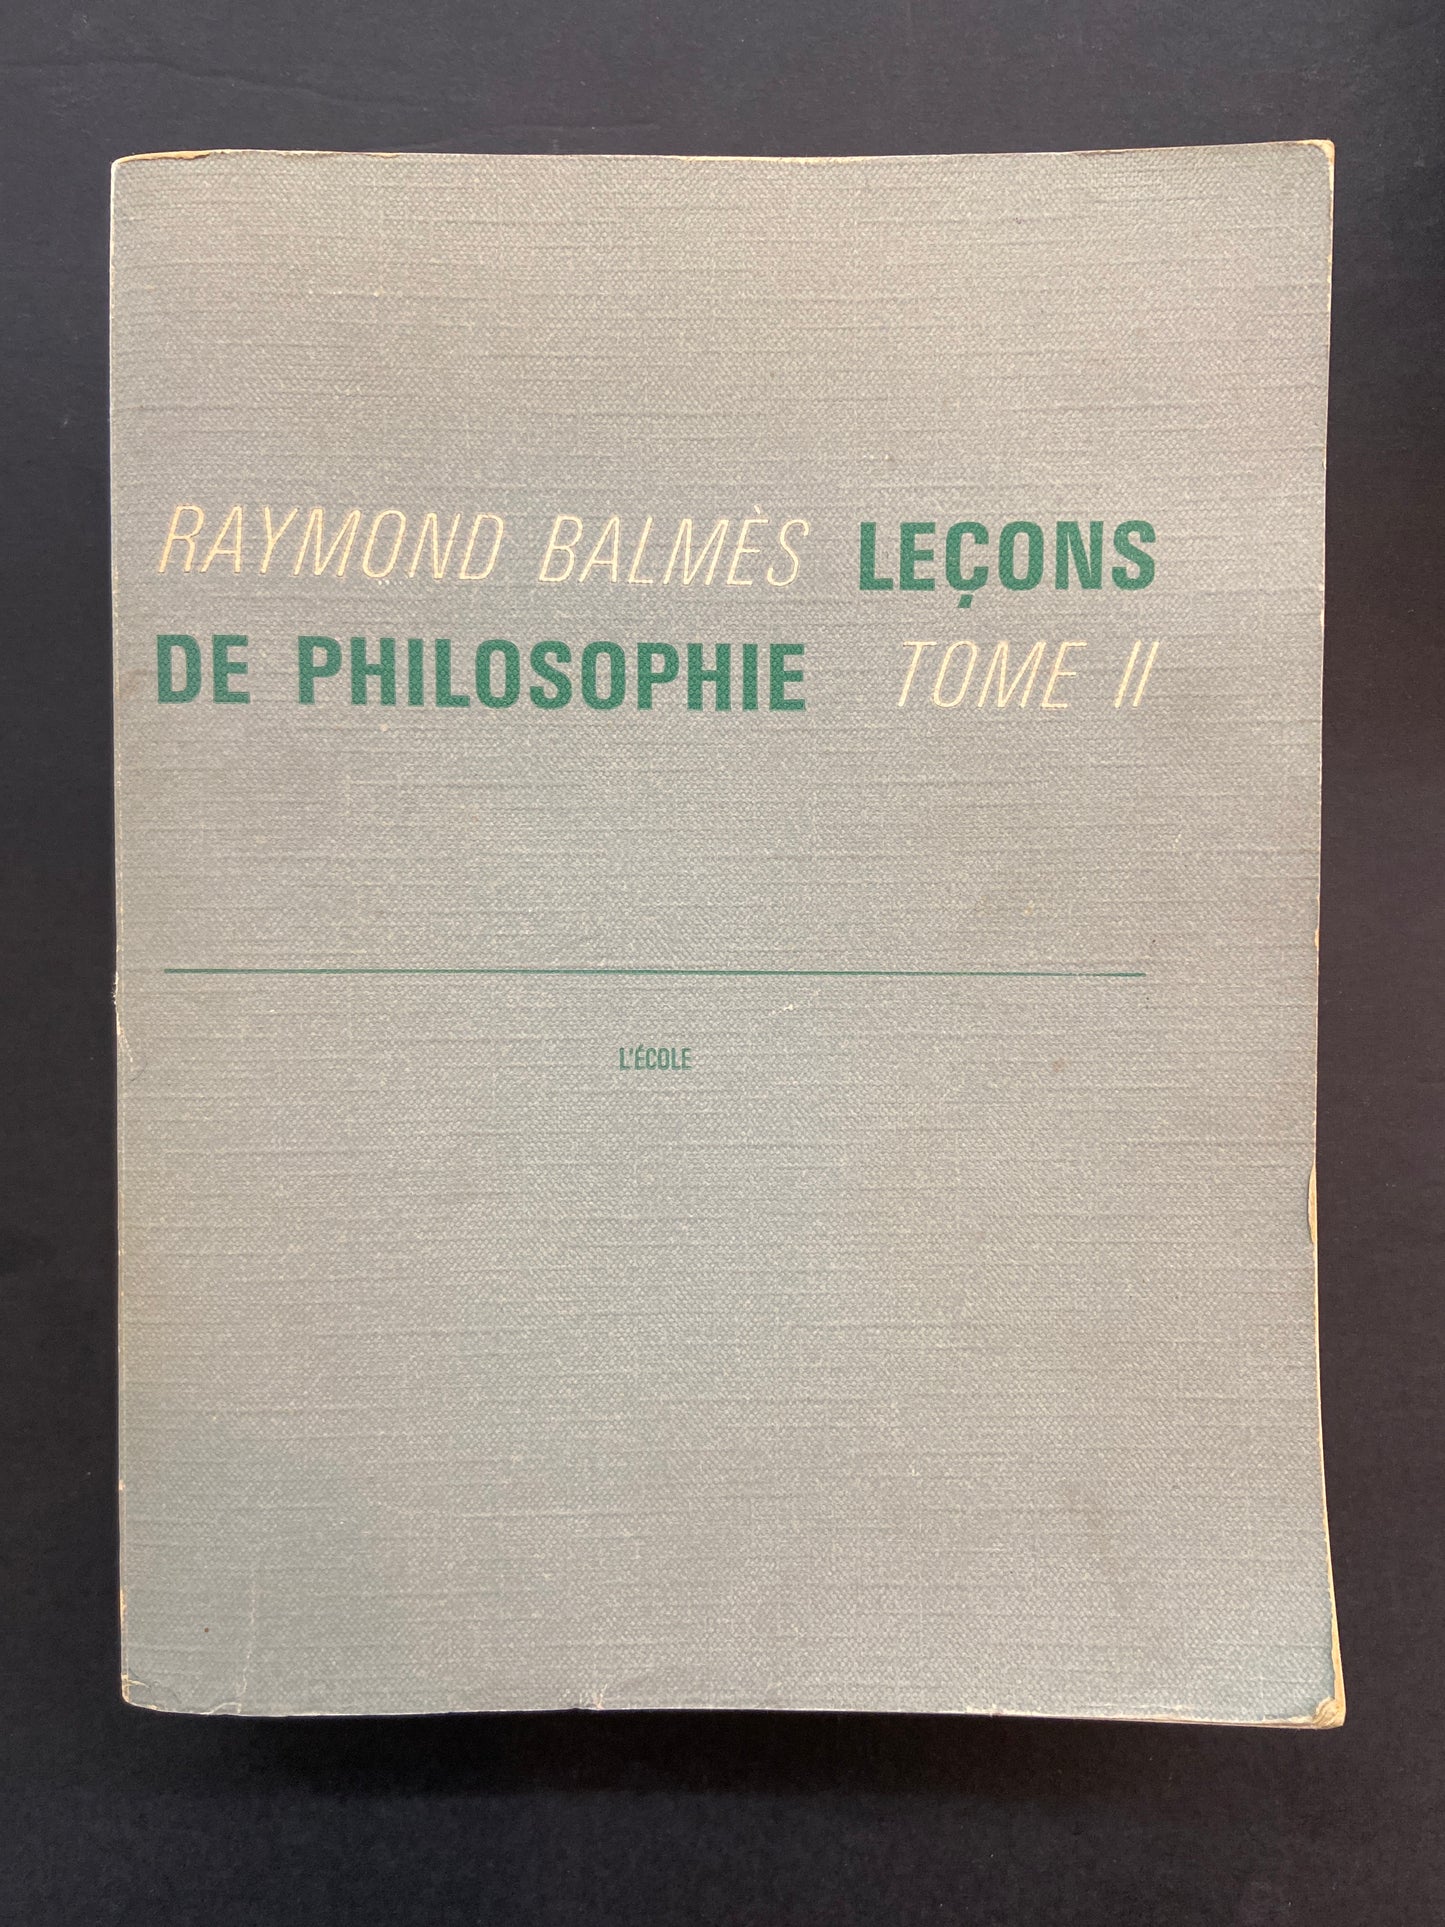 RAYMOND BALMÈS LEÇONS
DE PHILOSOPHIE TOME II
L'ÉCOLE